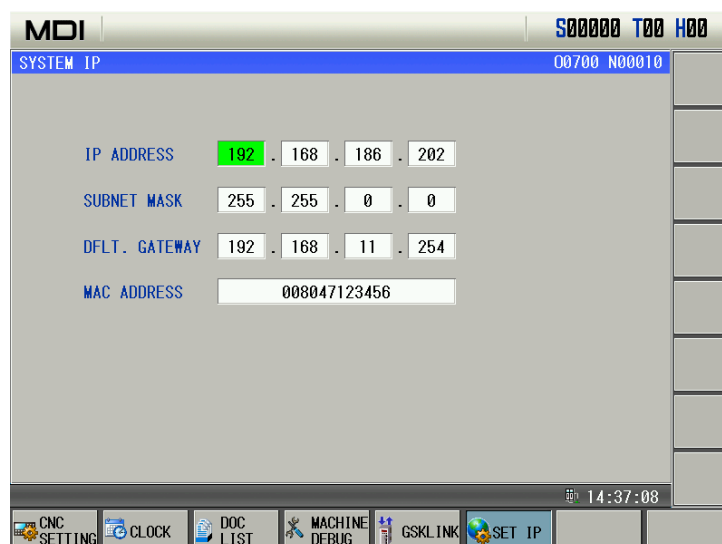 MDI S00000 T00 H00
SYSTEM IP O0700 N00010
IP ADDRESS 192 . 168 . 186 . 202
SUBNET MASK 255 . 255 . 0 . 0
DFLT. GATEWAY 192 . 168 . 11 . 254
MAC ADDRESS 008047123456
14:37:08
CNC SETTING
CLOCK
DOC LIST
MACHINE DEBUG
GSKLINK
SET IP